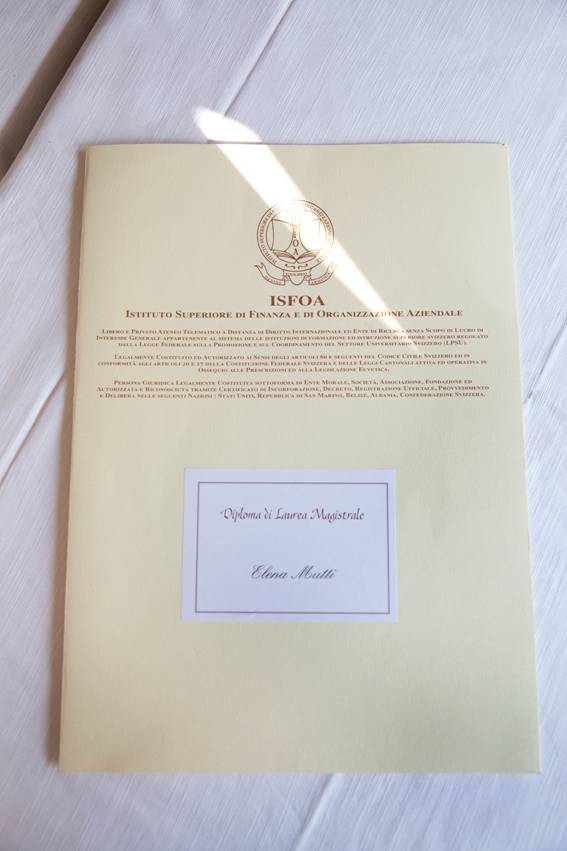 ISFOA
ISTITUTO SUPERIORE DI FINANZA E DI ORGANIZZAZIONE AZIENDALE
LIBERO E PRIVATO ATENEO TELEMATICO A DISTANZA DI DIRITTO INTERNAZIONALE ED ENTE DI RICERCA SENZA SCOPO DI LUCRO DI
INTERESSE GENERALE APPARTENENTE AL SISTEMA DELLE ISTITUZIONI DI FORMAZIONE ED ISTRUZIONE SUPERIORE SVIZZERO REGOLATO
DALLA LEGGE FEDERALE SULLA PROMOZIONE E SUL COORDINAMENTO DEL SETTORE UNIVERSITARIO SVIZZERO (LPSU).
LEGALMENTE COSTITUITO ED AUTORIZZATO AI SENSI DEGLI ARTICOLI 80 E SEGUENTI DEL CODICE CIVILE SVIZZERO ED IN
CONFORMITÀ AGLI ARTICOLI 20 E 27 DELLA COSTITUZIONE FEDERALE SVIZZERA E DELLE LEGGI CANTONALI ATTIVA ED OPERATIVA IN
OSSEQUIO ALLE PRESCRIZIONI ED ALLA LEGISLAZIONE ELVETICA.
PERSONA GIURIDICA LEGALMENTE COSTITUITA SOTTOFORMA DI ENTE MORALE, SOCIETÀ, ASSOCIAZIONE, FONDAZIONE ED
AUTORIZZATA E RICONOSCIUTA TRAMITE CERTIFICATO DI INCORPORAZIONE, DECRETO, REGISTRAZIONE UFFICIALE, PROVVEDIMENTO
E DELIBERA NELLE SEGUENTI NAZIONI : STATI UNITI, REPUBBLICA DI SAN MARINO, BELIZE, ALBANIA, CONFEDERAZIONE SVIZZERA.
Diploma di Laurea Magistrale
Elena Mutti